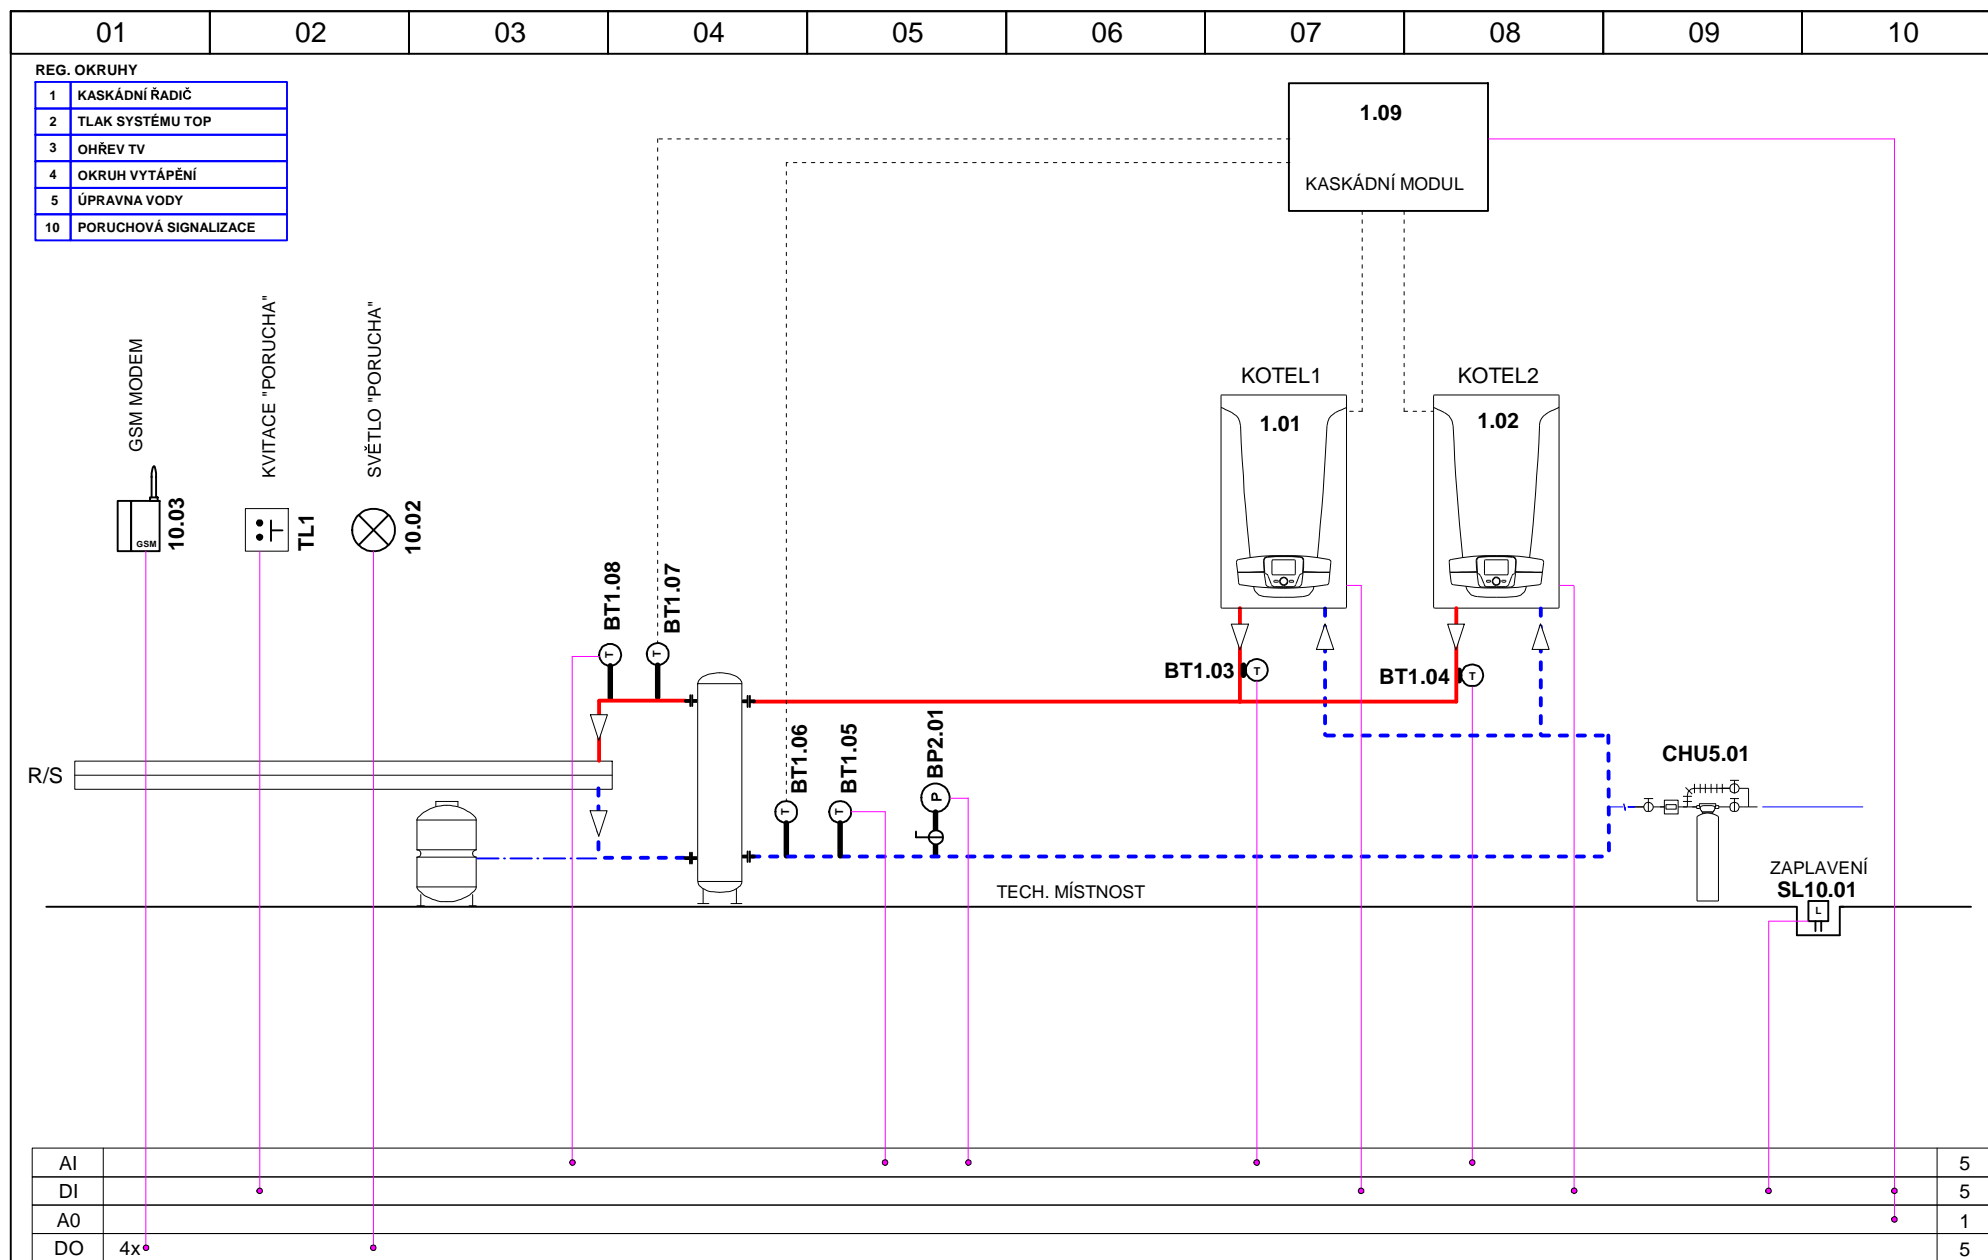 01 02 03 04 05 06 07 08 09 10
REG. OKRUHY
1 KASKÁDNÍ ŘADIČ
2 TLAK SYSTÉMU TOP
3 OHŘEV TV
4 OKRUH VYTÁPĚNÍ
5 ÚPRAVNA VODY
10 PORUCHOVÁ SIGNALIZACE
1.09
KASKÁDNÍ MODUL
GSM MODEM
KVITACE "PORUCHA"
SVĚTLO "PORUCHA"
GSM
10.03
TL1
10.02
KOTEL1
1.01
KOTEL2
1.02
BT1.08
T
BT1.07
T
BT1.03
T
BT1.04
T
R/S
BT1.06
T
BT1.05
T
BP2.01
P
CHU5.01
TECH. MÍSTNOST
ZAPLAVENÍ
SL10.01
L
AI 5
DI 5
A0 1
DO 4x 5